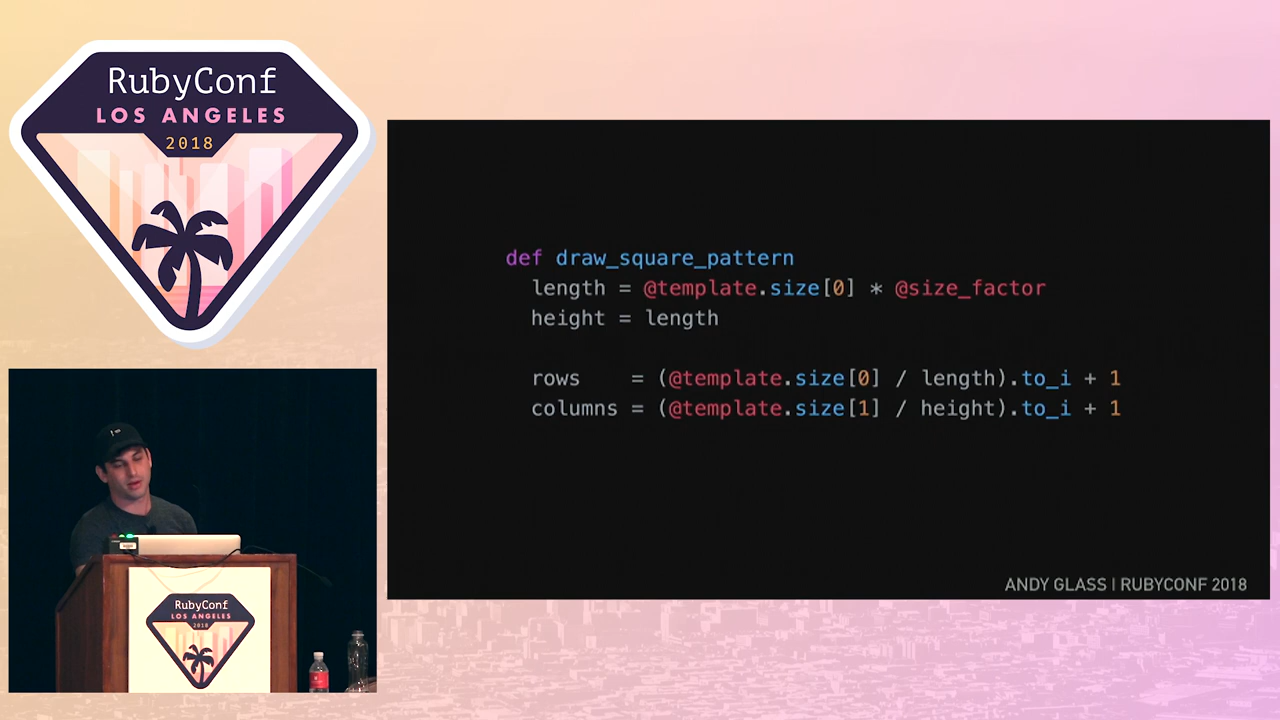 RubyConf
LOS ANGELES
2018
def draw_square_pattern
length = @template.size[0] * @size_factor
height = length
rows = (@template.size[0] / length).to_i + 1
columns = (@template.size[1] / height).to_i + 1
ANDY GLASS | RUBYCONF 2018
RubyConf
LOS ANGELES
2018